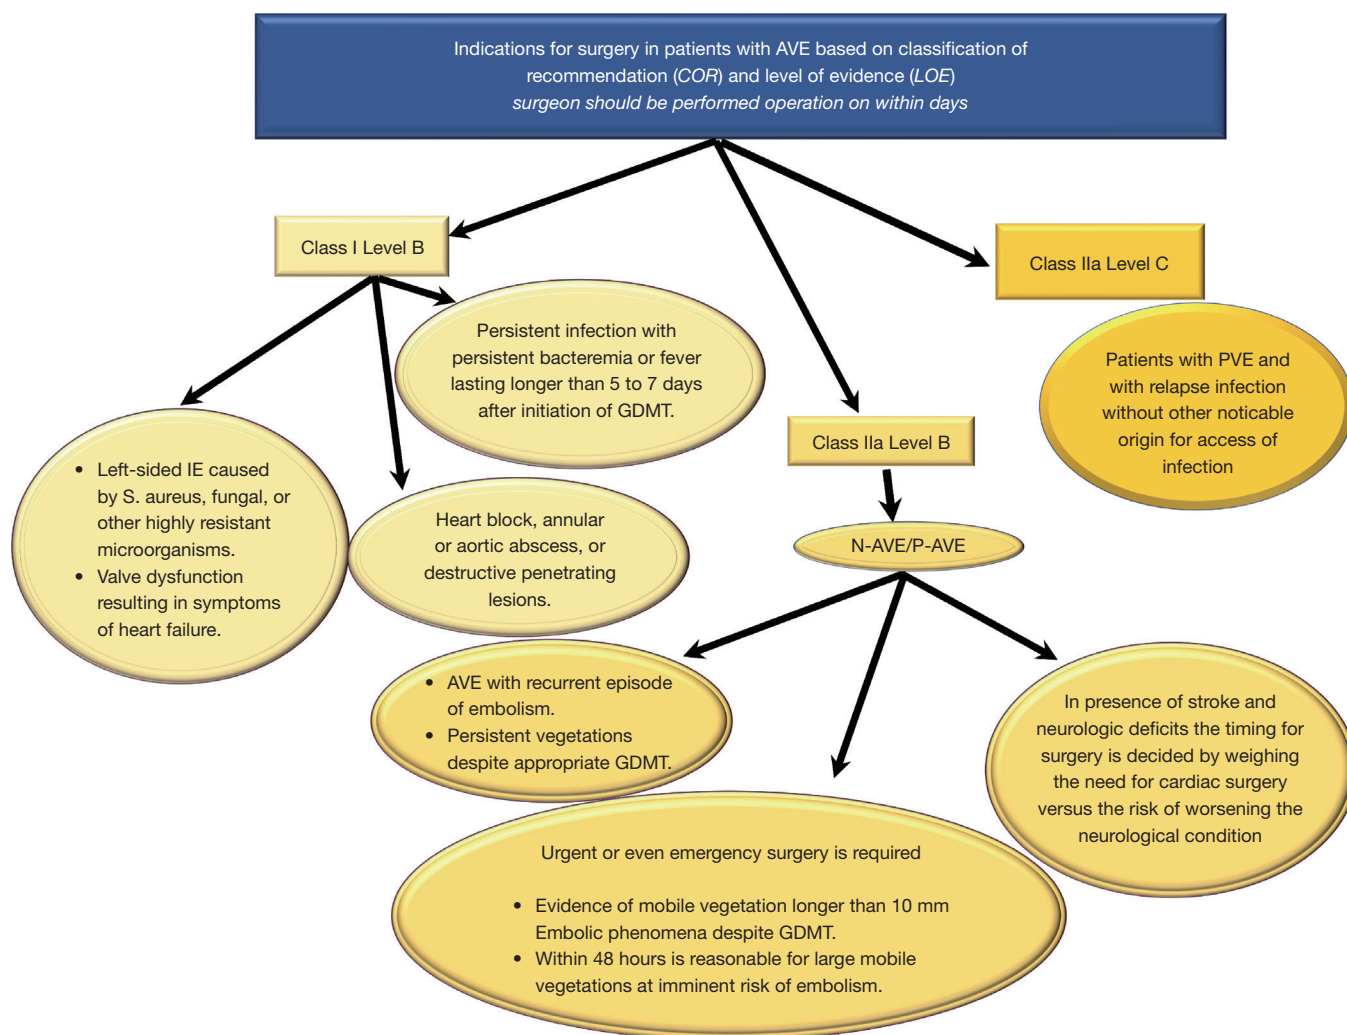 Indications for surgery in patients with AVE based on classification of
recommendation (COR) and level of evidence (LOE)
surgeon should be performed operation on within days
Class I Level B
Persistent infection with
persistent bacteremia or fever
lasting longer than 5 to 7 days
after initiation of GDMT.
• Left-sided IE caused
by S. aureus, fungal, or
other highly resistant
microorganisms.
• Valve dysfunction
resulting in symptoms
of heart failure.
Heart block, annular
or aortic abscess, or
destructive penetrating
lesions.
Class IIa Level B
N-AVE/P-AVE
• AVE with recurrent episode
of embolism.
• Persistent vegetations
despite appropriate GDMT.
Urgent or even emergency surgery is required
• Evidence of mobile vegetation longer than 10 mm
Embolic phenomena despite GDMT.
• Within 48 hours is reasonable for large mobile
vegetations at imminent risk of embolism.
In presence of stroke and
neurologic deficits the timing for
surgery is decided by weighing
the need for cardiac surgery
versus the risk of worsening the
neurological condition
Class IIa Level C
Patients with PVE and
with relapse infection
without other noticable
origin for access of
infection